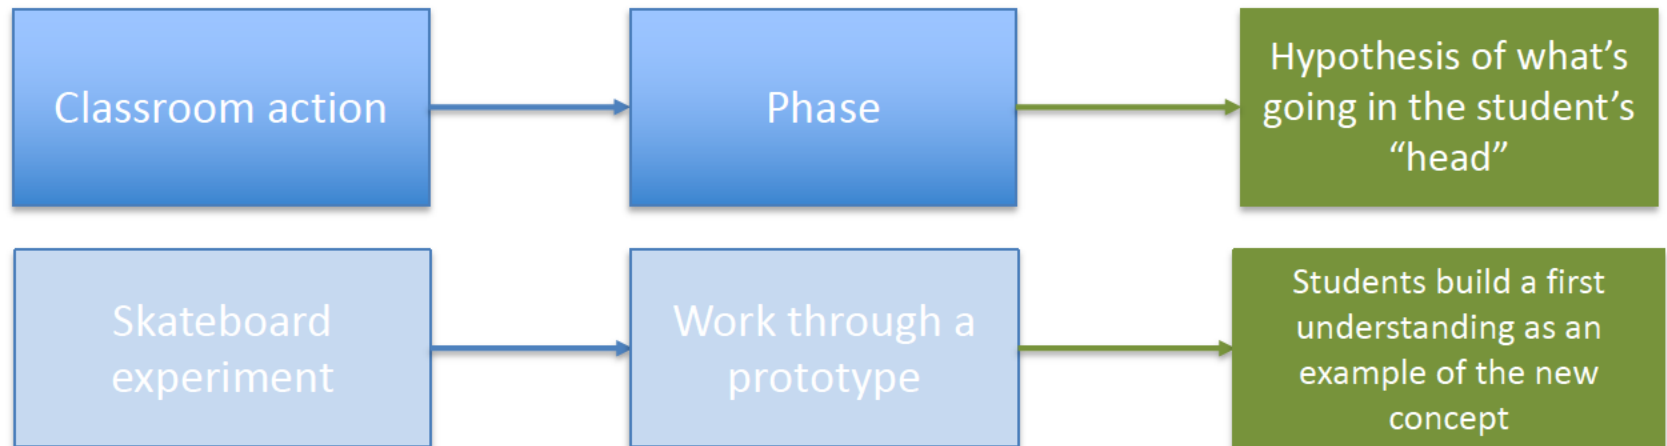 Classroom action
Phase
Hypothesis of what’s
going in the student’s
“head”
Skateboard
experiment
Work through a
prototype
Students build a first
understanding as an
example of the new
concept